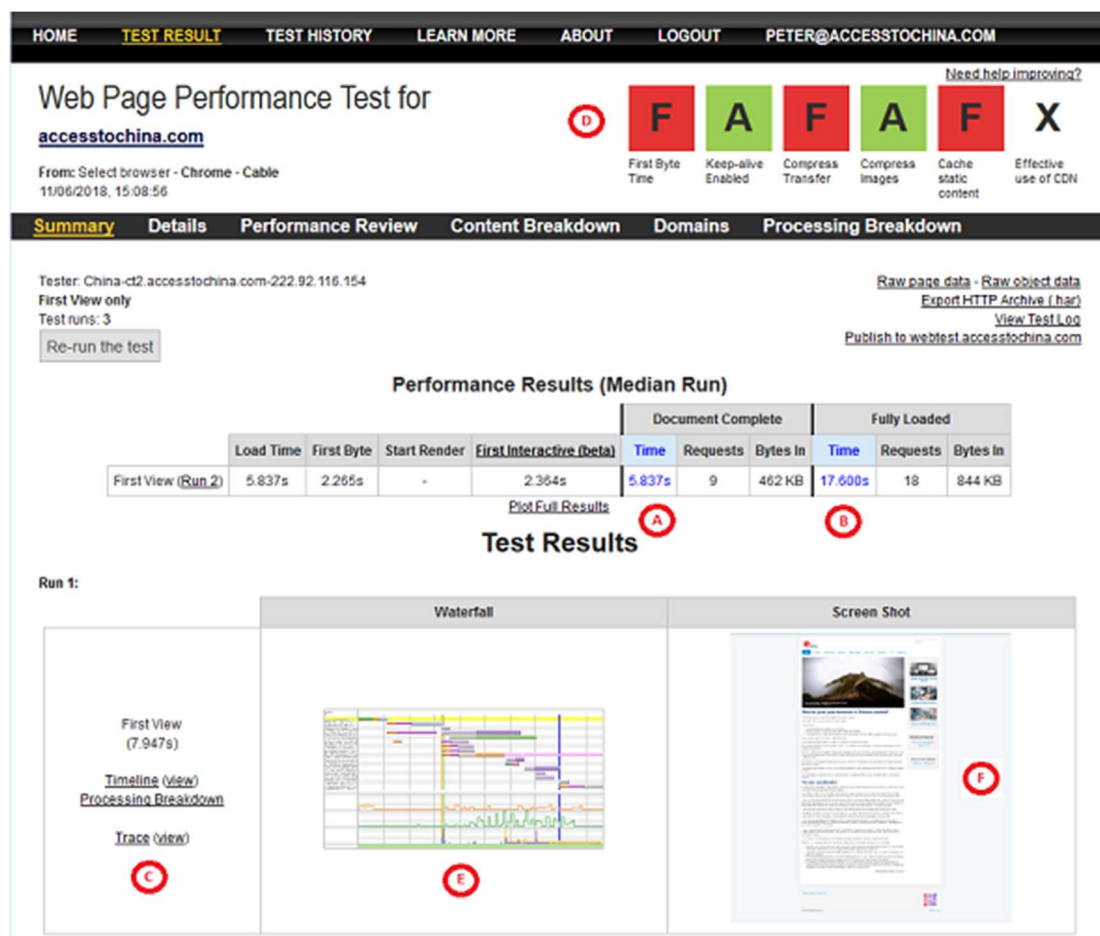 HOME TEST RESULT TEST HISTORY LEARN MORE ABOUT LOGOUT PETER@ACCESSTOCHINA.COM
Need help improving?
Web Page Performance Test for
accesstochina.com
From: Select browser - Chrome - Cable
11/06/2018, 15:08:56
D
F A F A F X
First Byte Time
Keep-alive Enabled
Compress Transfer
Compress Images
Cache static content
Effective use of CDN
Summary Details Performance Review Content Breakdown Domains Processing Breakdown
Tester: China-ct2.accesstochina.com-222.92.116.154
First View only
Test runs: 3
Re-run the test
Raw page data - Raw object data
Export HTTP Archive (.har)
View Test Log
Publish to webtest.accesstochina.com
Performance Results (Median Run)
Document Complete Fully Loaded
Load Time First Byte Start Render First Interactive (beta) Time Requests Bytes In Time Requests Bytes In
First View (Run 2) 5.837s 2.265s - 2.364s 5.837s 9 462 KB 17.600s 18 844 KB
Plot Full Results
A
B
Test Results
Run 1:
Waterfall Screen Shot
First View
(7.947s)
Timeline (view)
Processing Breakdown
Trace (view)
C
E
F